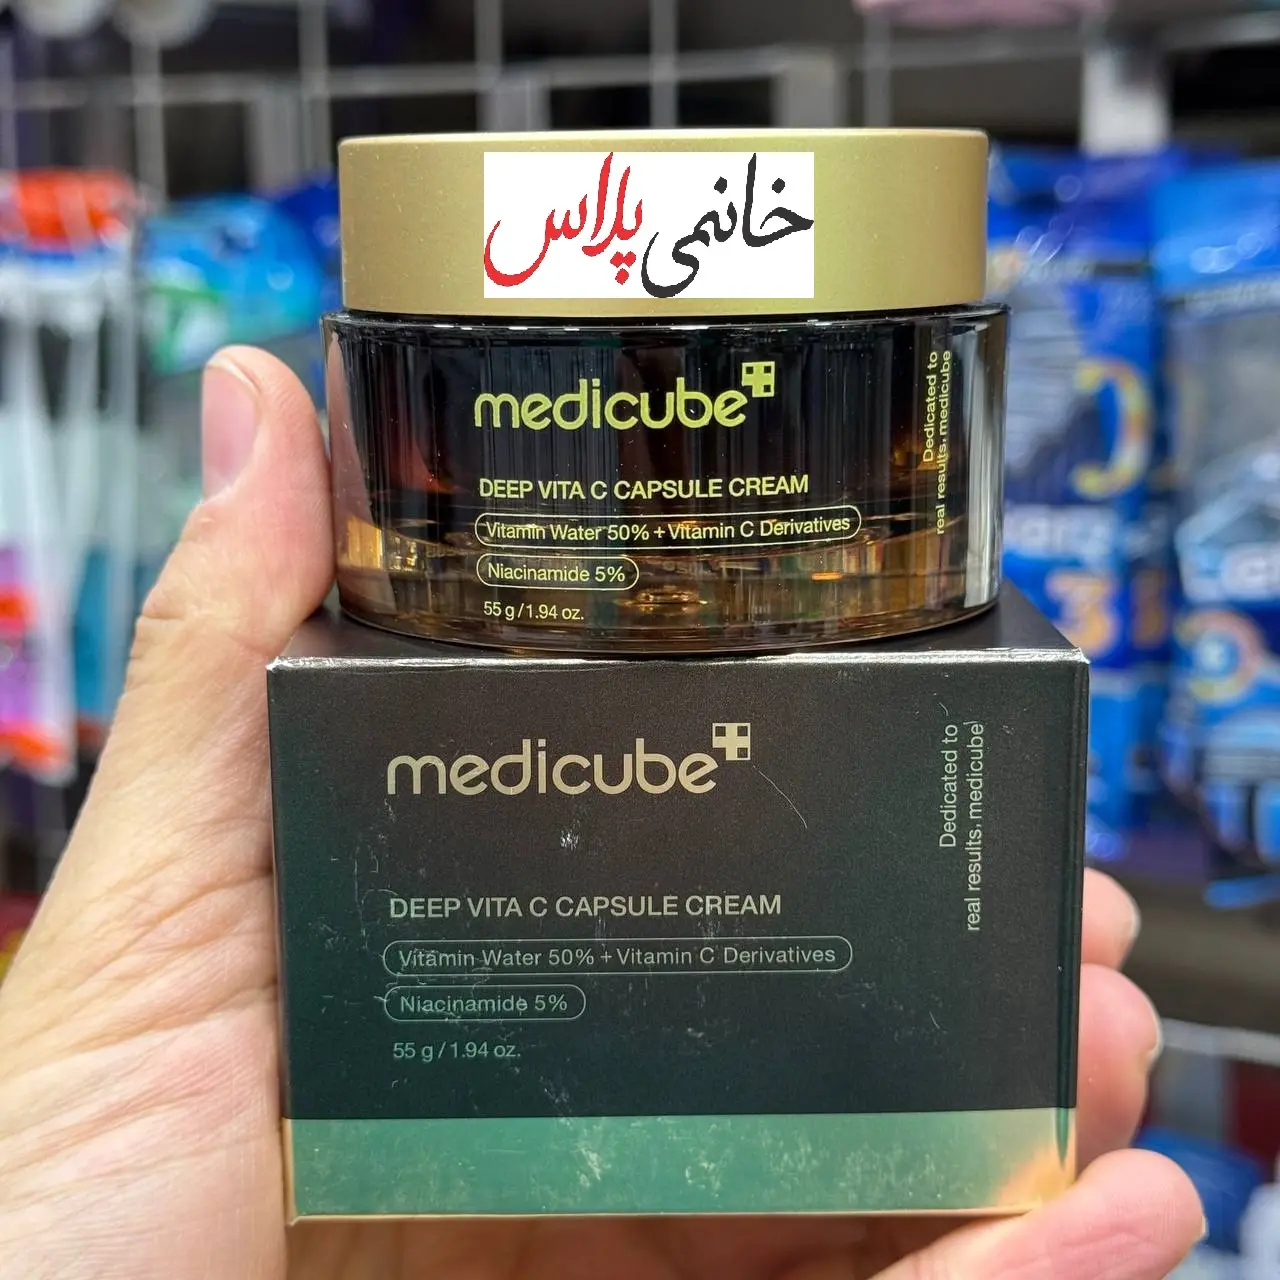 خانمی پلاس
medicube
DEEP VITA C CAPSULE CREAM
Vitamin Water 50% + Vitamin C Derivatives
Niacinamide 5%
55 g / 1.94 oz.
Dedicated to
real results, medicube
medicube
DEEP VITA C CAPSULE CREAM
Vitamin Water 50% + Vitamin C Derivatives
Niacinamide 5%
55 g / 1.94 oz.
Dedicated to
real results, medicube